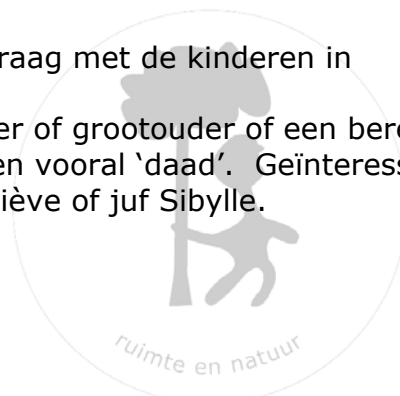 raag met de kinderen in
er of grootouder of een ber
en vooral ‘daad’. Geïnteress
iève of juf Sibylle.
ruimte en natuur